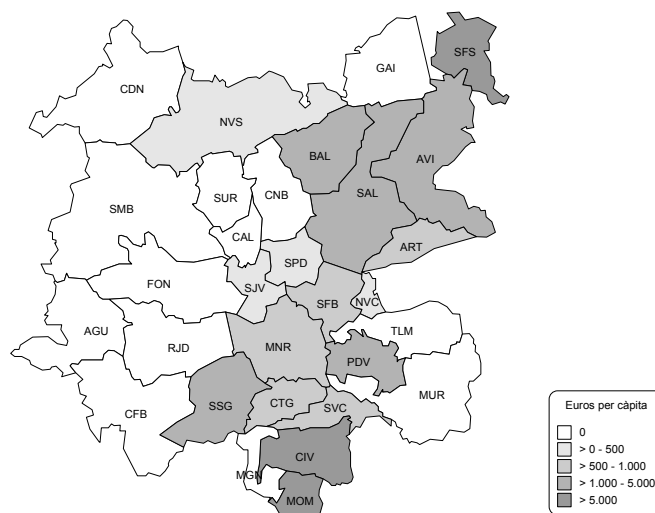 SFS
GAI
CDN
NVS
BAL
AVI
SMB
SUR
CNB
SAL
CAL
ART
SPD
FON
SJV
SFB
NVC
AGU
RJD
MNR
TLM
PDV
MUR
CFB
SSG
CTG
SVC
CIV
MGN
MOM
Euros per càpita
0
> 0 - 500
> 500 - 1.000
> 1.000 - 5.000
> 5.000